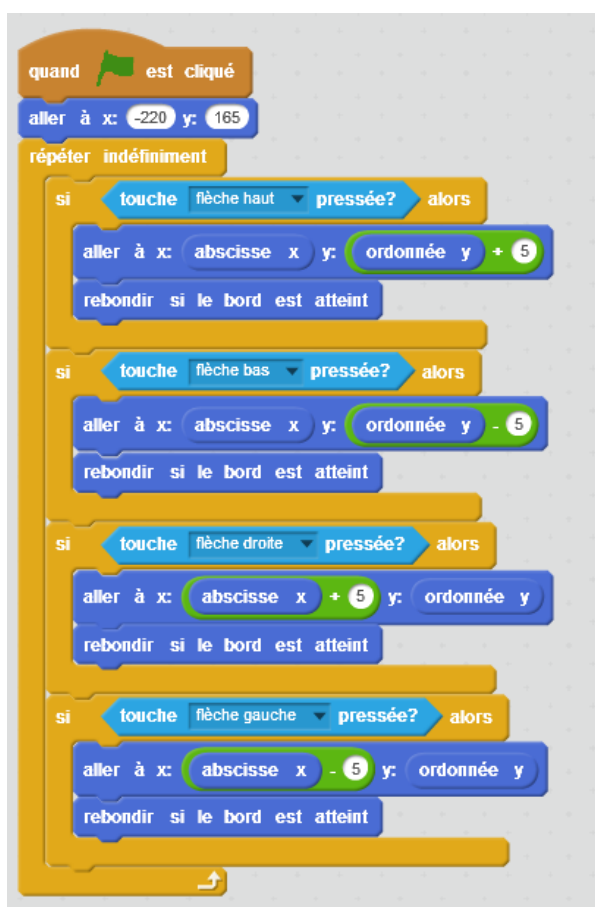 quand est cliqué
aller à x: -220 y: 165
répéter indéfiniment
si touche flèche haut pressée? alors
aller à x: abscisse x y: ordonnée y + 5
rebondir si le bord est atteint
si touche flèche bas pressée? alors
aller à x: abscisse x y: ordonnée y - 5
rebondir si le bord est atteint
si touche flèche droite pressée? alors
aller à x: abscisse x + 5 y: ordonnée y
rebondir si le bord est atteint
si touche flèche gauche pressée? alors
aller à x: abscisse x - 5 y: ordonnée y
rebondir si le bord est atteint